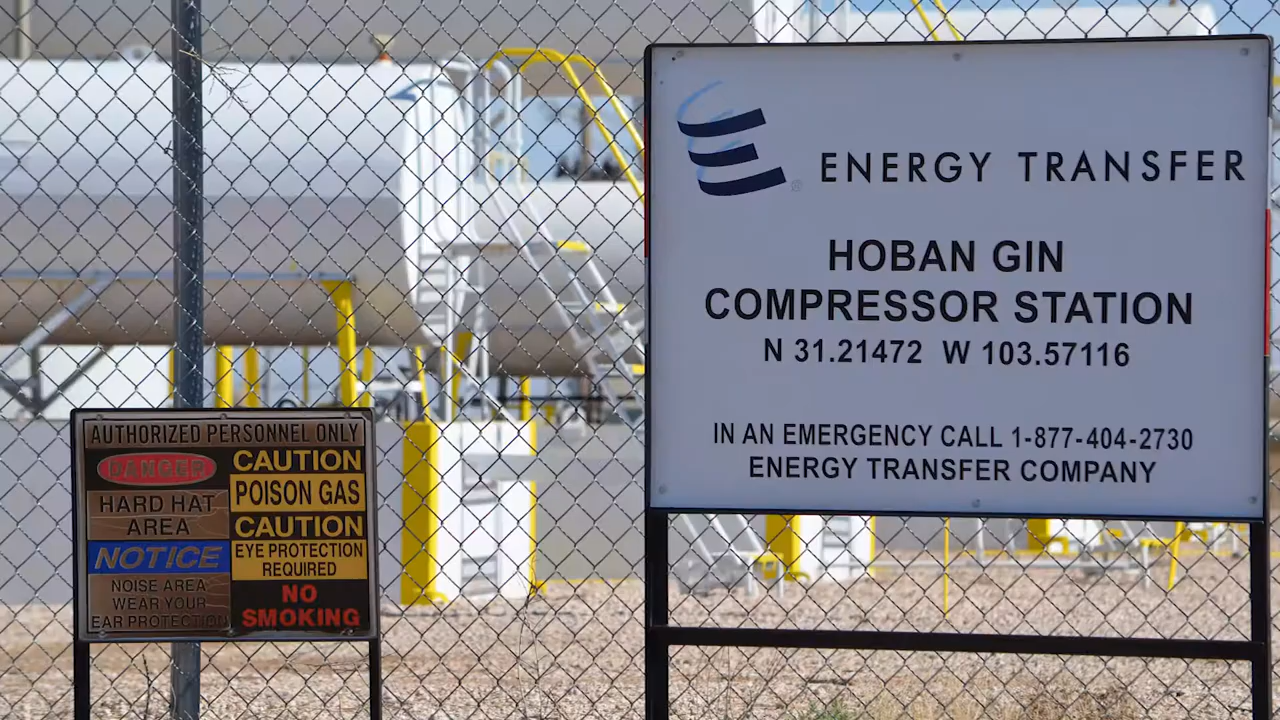 ENERGY TRANSFER
HOBAN GIN
COMPRESSOR STATION
N 31.21472 W 103.57116
IN AN EMERGENCY CALL 1-877-404-2730
ENERGY TRANSFER COMPANY
AUTHORIZED PERSONNEL ONLY
DANGER
HARD HAT
AREA
NOTICE
NOISE AREA
WEAR YOUR
EAR PROTECTION
CAUTION
POISON GAS
CAUTION
EYE PROTECTION
REQUIRED
NO
SMOKING